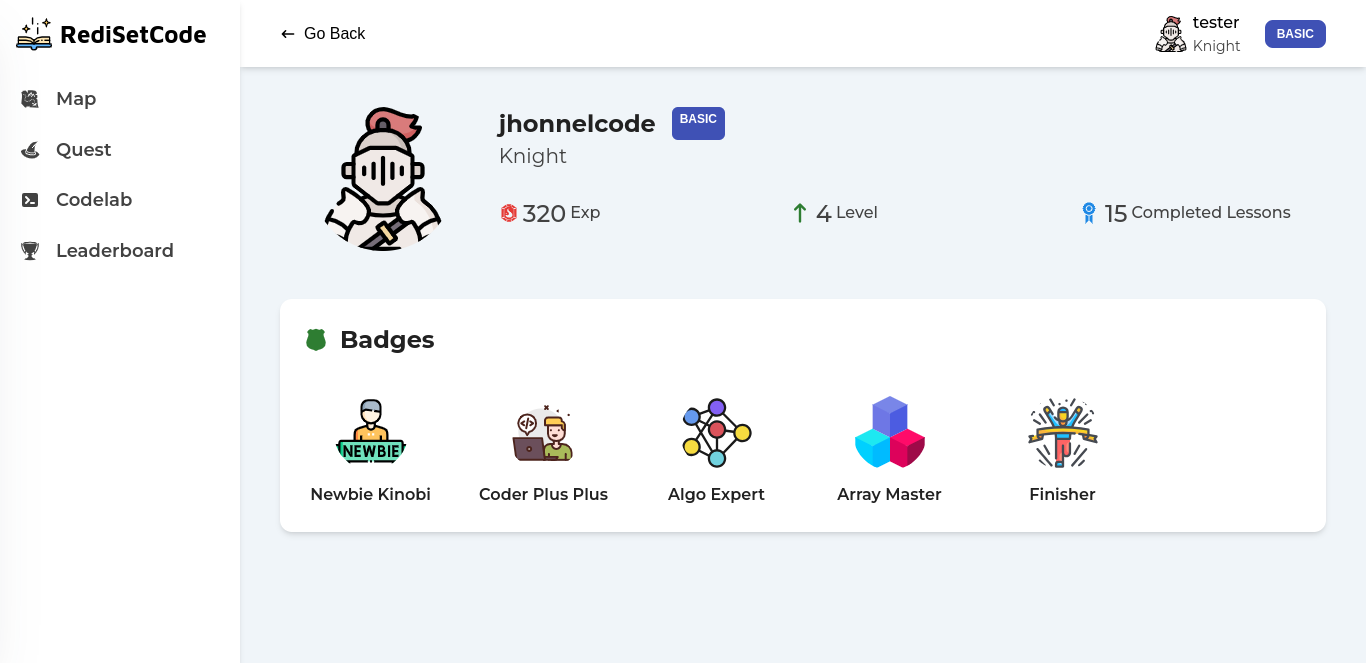 RediSetCode
Map
Quest
Codelab
Leaderboard
Go Back
tester
Knight
BASIC
jhonnelcode BASIC
Knight
320 Exp
4 Level
15 Completed Lessons
Badges
NEWBIE
</>
Newbie Kinobi
Coder Plus Plus
Algo Expert
Array Master
Finisher